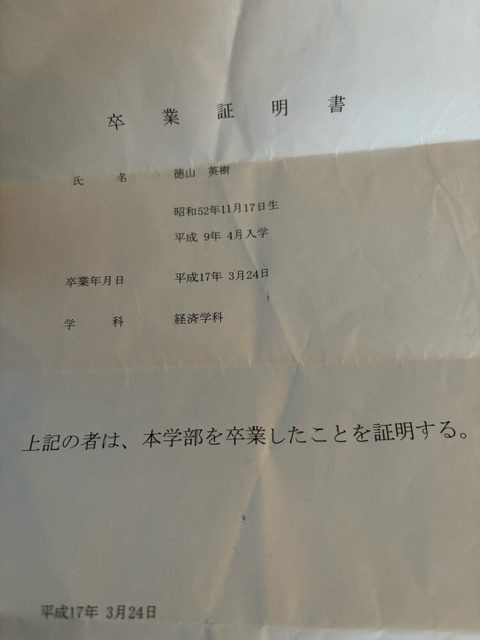 卒業証明書
氏名 徳山 英樹
昭和52年11月17日生
平成 9年 4月入学
卒業年月日 平成17年 3月24日
学科 経済学科
上記の者は、本学部を卒業したことを証明する。
平成17年 3月24日